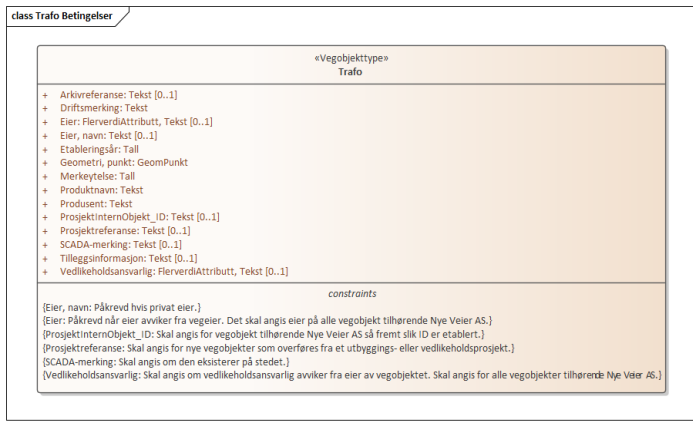 class Trafo Betingelser
«Vegobjekttype»
Trafo
+ Arkivreferanse: Tekst [0..1]
+ Driftsmerking: Tekst
+ Eier: FlerverdiAttributt, Tekst [0..1]
+ Eier, navn: Tekst [0..1]
+ Etableringsår: Tall
+ Geometri, punkt: GeomPunkt
+ Merkeytelse: Tall
+ Produktnavn: Tekst
+ Produsent: Tekst
+ ProsjektInternObjekt_ID: Tekst [0..1]
+ Prosjektreferanse: Tekst [0..1]
+ SCADA-merking: Tekst [0..1]
+ Tilleggsinformasjon: Tekst [0..1]
+ Vedlikeholdsansvarlig: FlerverdiAttributt, Tekst [0..1]
constraints
{Eier, navn: Påkrevd hvis privat eier.}
{Eier: Påkrevd når eier avviker fra vegeier. Det skal angis eier på alle vegobjekt tilhørende Nye Veier AS.}
{ProsjektInternObjekt_ID: Skal angis for vegobjekt tilhørende Nye Veier AS så fremt slik ID er etablert.}
{Prosjektreferanse: Skal angis for nye vegobjekter som overføres fra et utbyggings- eller vedlikeholdsprosjekt.}
{SCADA-merking: Skal angis om den eksisterer på stedet.}
{Vedlikeholdsansvarlig: Skal angis om vedlikeholdsansvarlig avviker fra eier av vegobjektet. Skal angis for alle vegobjekter tilhørende Nye Veier AS.}